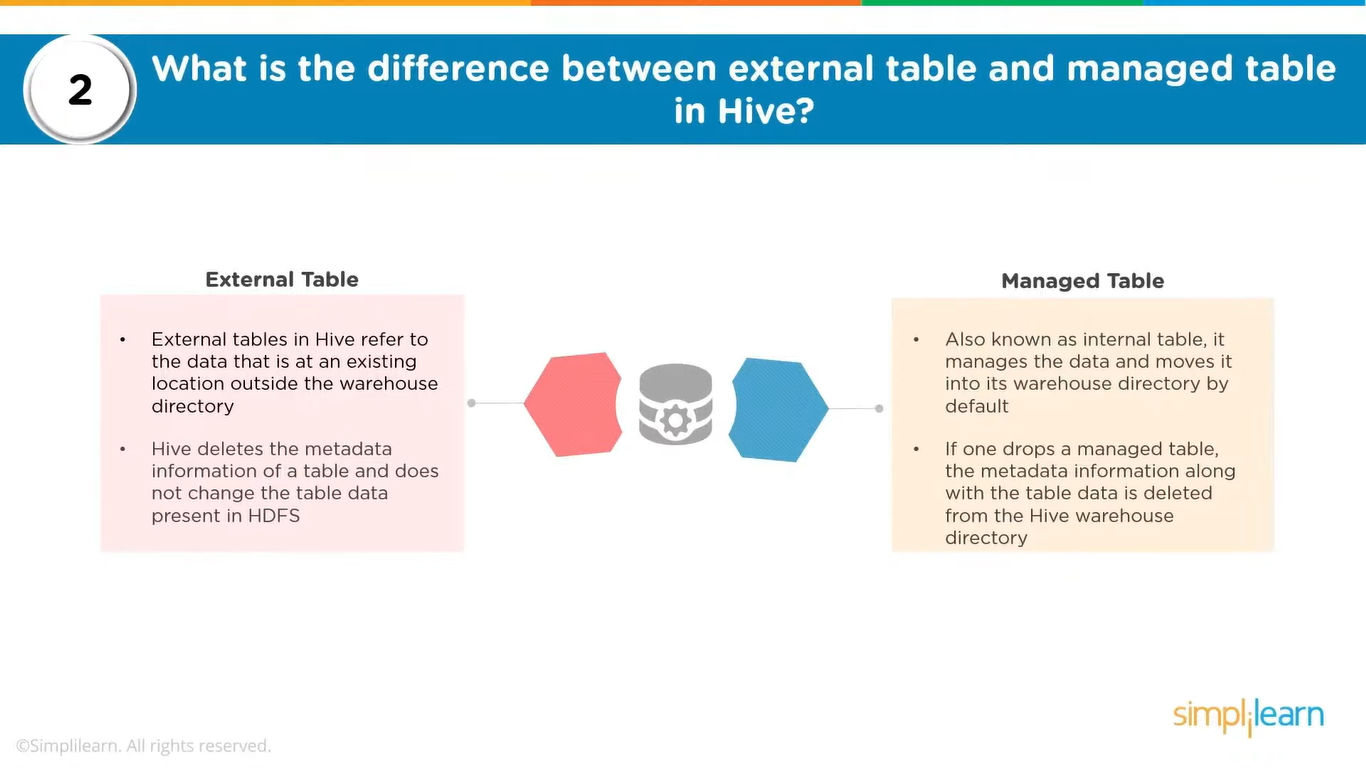 2
What is the difference between external table and managed table
in Hive?
External Table
• External tables in Hive refer to
the data that is at an existing
location outside the warehouse
directory
• Hive deletes the metadata
information of a table and does
not change the table data
present in HDFS
Managed Table
• Also known as internal table, it
manages the data and moves it
into its warehouse directory by
default
• If one drops a managed table,
the metadata information along
with the table data is deleted
from the Hive warehouse
directory
simplilearn
©Simplilearn. All rights reserved.